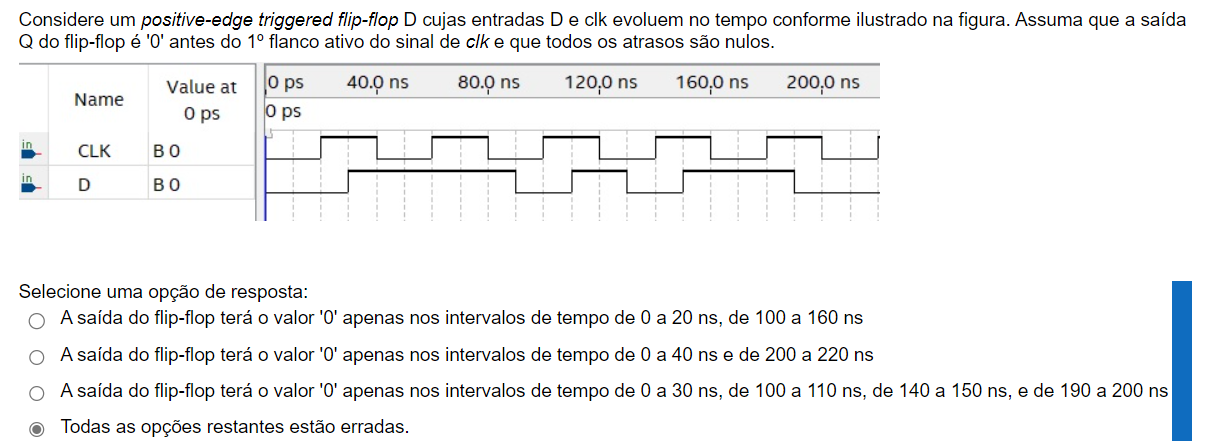 Considere um positive-edge triggered flip-flop D cujas entradas D e clk evoluem no tempo conforme ilustrado na figura. Assuma que a saída
Q do flip-flop é '0' antes do 1º flanco ativo do sinal de clk e que todos os atrasos são nulos.
Name
Value at
0 ps
0 ps 40.0 ns 80.0 ns 120.0 ns 160.0 ns 200.0 ns
0 ps
in CLK B 0
in D B 0
Selecione uma opção de resposta:
A saída do flip-flop terá o valor '0' apenas nos intervalos de tempo de 0 a 20 ns, de 100 a 160 ns
A saída do flip-flop terá o valor '0' apenas nos intervalos de tempo de 0 a 40 ns e de 200 a 220 ns
A saída do flip-flop terá o valor '0' apenas nos intervalos de tempo de 0 a 30 ns, de 100 a 110 ns, de 140 a 150 ns, e de 190 a 200 ns
Todas as opções restantes estão erradas.